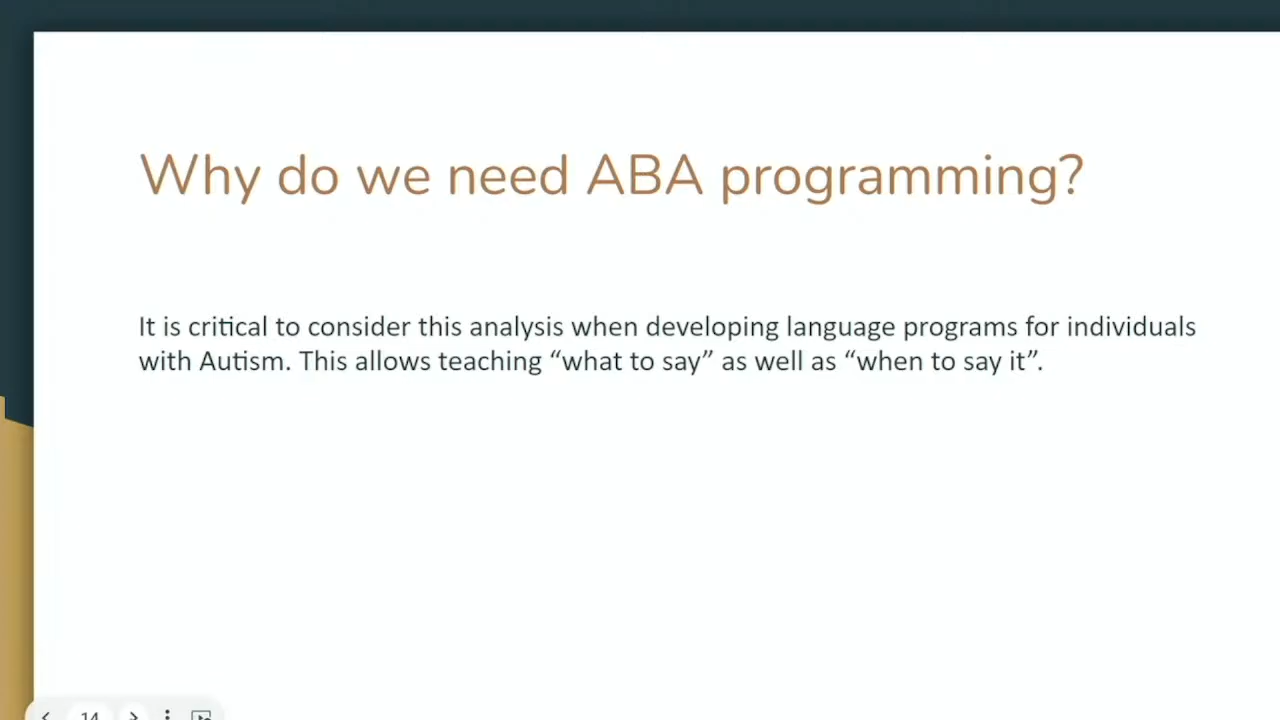 Why do we need ABA programming?
It is critical to consider this analysis when developing language programs for individuals
with Autism. This allows teaching “what to say” as well as “when to say it”.
14